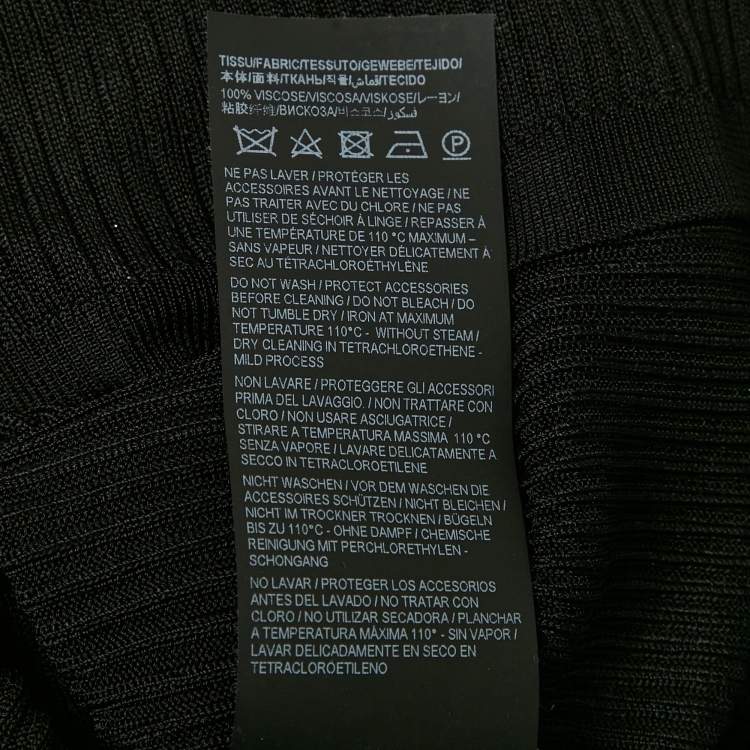 TISSU/FABRIC/TESSUTO/GEWEBE/TEJIDO/
本体/面料/ТКАНЬ/직물/قماش/TECIDO
100% VISCOSE/VISCOSA/VISKOSE/レーヨン/
粘胶纤维/ВИСКОЗА/비스코스/فسكوز
P
NE PAS LAVER / PROTÉGER LES
ACCESSOIRES AVANT LE NETTOYAGE / NE
PAS TRAITER AVEC DU CHLORE / NE PAS
UTILISER DE SÉCHOIR À LINGE / REPASSER À
UNE TEMPÉRATURE DE 110 °C MAXIMUM –
SANS VAPEUR / NETTOYER DÉLICATEMENT À
SEC AU TÉTRACHLOROÉTHYLÈNE
DO NOT WASH / PROTECT ACCESSORIES
BEFORE CLEANING / DO NOT BLEACH / DO
NOT TUMBLE DRY / IRON AT MAXIMUM
TEMPERATURE 110°C - WITHOUT STEAM /
DRY CLEANING IN TETRACHLOROETHENE -
MILD PROCESS
NON LAVARE / PROTEGGERE GLI ACCESSORI
PRIMA DEL LAVAGGIO. / NON TRATTARE CON
CLORO / NON USARE ASCIUGATRICE /
STIRARE A TEMPERATURA MASSIMA 110 °C
SENZA VAPORE / LAVARE DELICATAMENTE A
SECCO IN TETRACLOROETILENE
NICHT WASCHEN / VOR DEM WASCHEN DIE
ACCESSOIRES SCHÜTZEN / NICHT BLEICHEN /
NICHT IM TROCKNER TROCKNEN / BÜGELN
BIS ZU 110°C - OHNE DAMPF / CHEMISCHE
REINIGUNG MIT PERCHLORETHYLEN -
SCHONGANG
NO LAVAR / PROTEGER LOS ACCESORIOS
ANTES DEL LAVADO / NO TRATAR CON
CLORO / NO UTILIZAR SECADORA / PLANCHAR
A TEMPERATURA MÁXIMA 110° - SIN VAPOR /
LAVAR DELICADAMENTE EN SECO EN
TETRACLOROETILENO